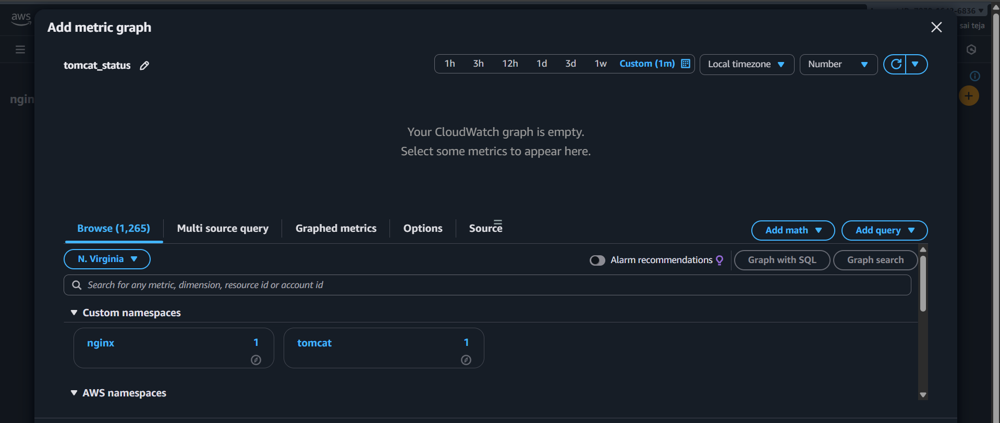 aws
Add metric graph
sai teja
tomcat_status
1h 3h 12h 1d 3d 1w Custom (1m) Local timezone Number
ngin
Your CloudWatch graph is empty.
Select some metrics to appear here.
Browse (1,265) Multi source query Graphed metrics Options Source Add math Add query
N. Virginia Alarm recommendations Graph with SQL Graph search
Search for any metric, dimension, resource id or account id
Custom namespaces
nginx 1 tomcat 1
AWS namespaces